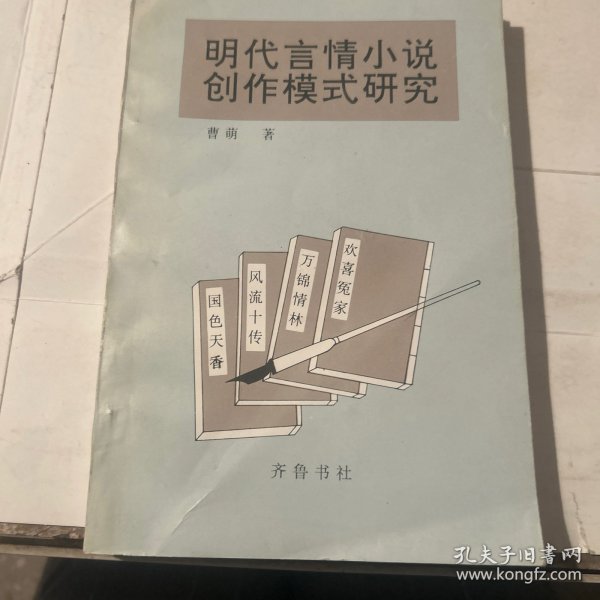 明代言情小说
创作模式研究
曹萌 著
国色天香
风流十传
万锦情林
欢喜冤家
齐鲁书社
孔夫子旧书网
www.kongfz.com